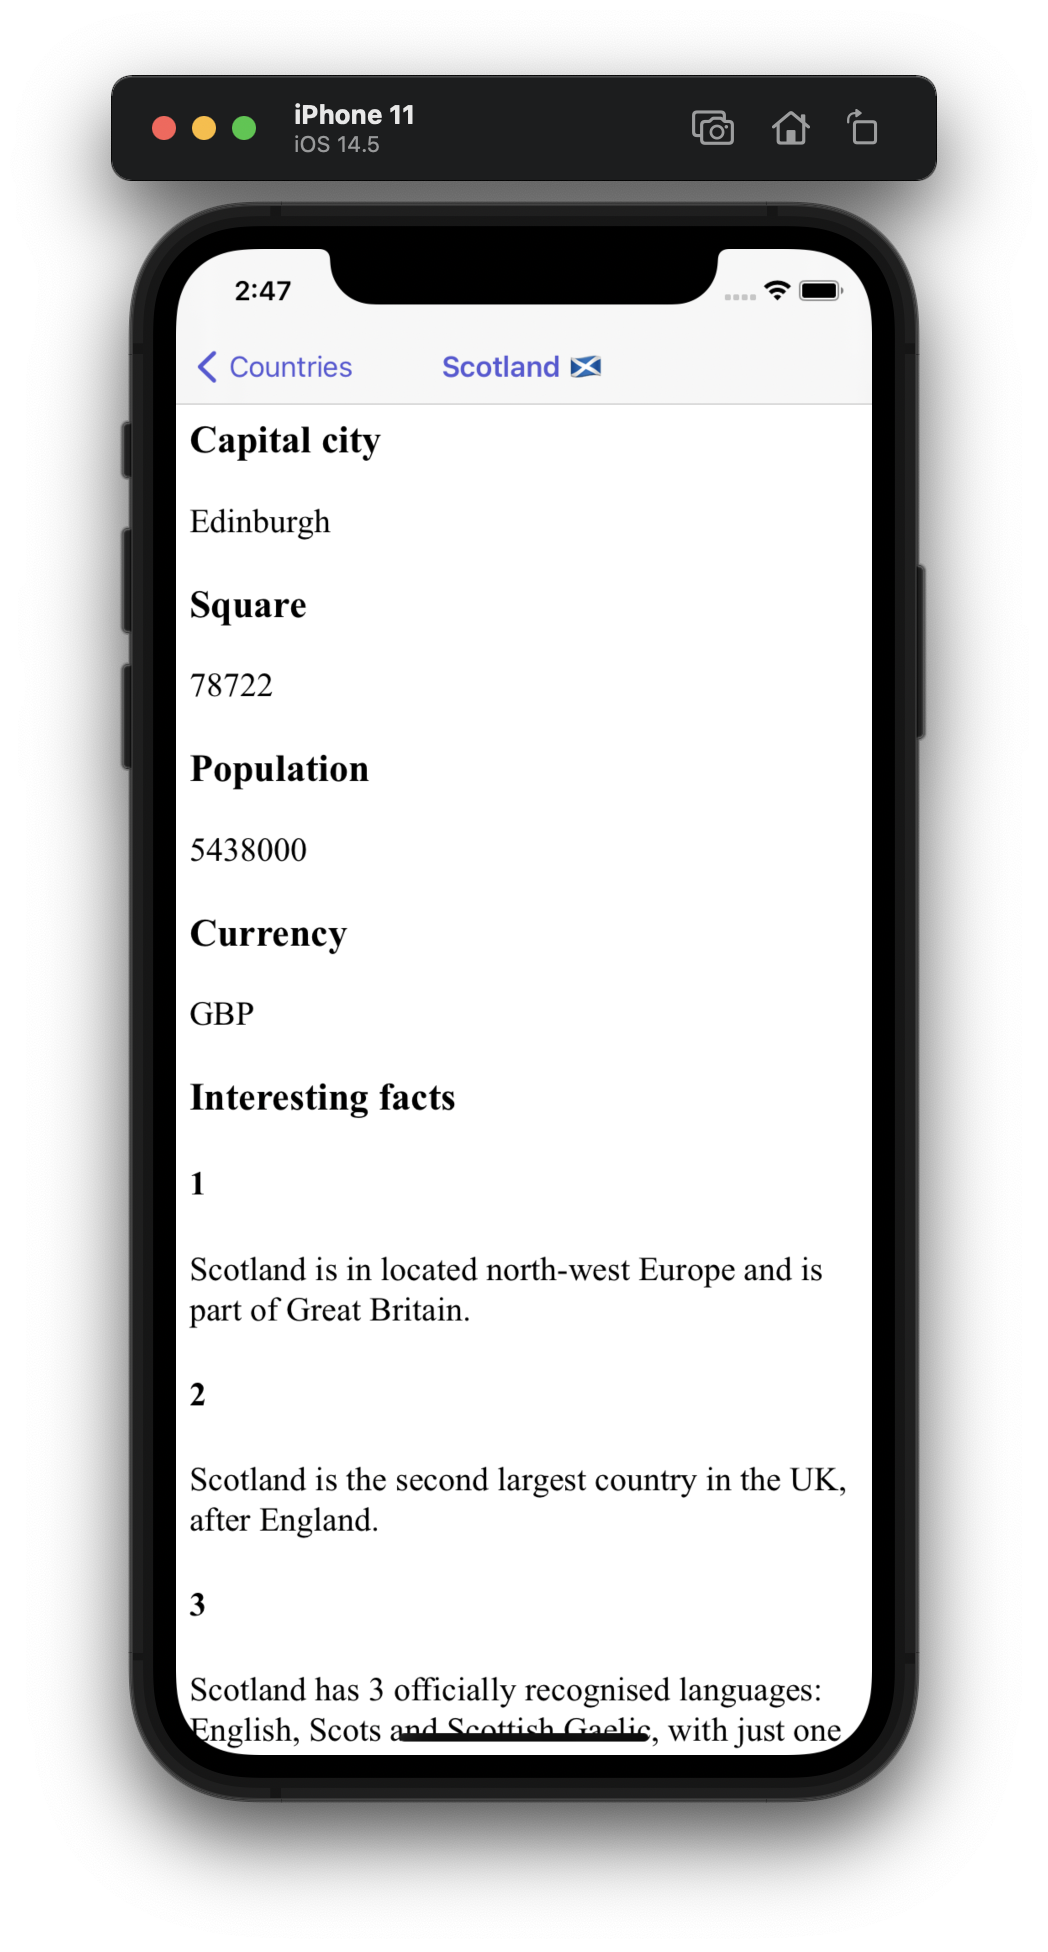 iPhone 11
iOS 14.5
2:47
Countries
Scotland 🏴󠁧󠁢󠁳󠁣󠁴󠁿
Capital city
Edinburgh
Square
78722
Population
5438000
Currency
GBP
Interesting facts
1
Scotland is in located north-west Europe and is
part of Great Britain.
2
Scotland is the second largest country in the UK,
after England.
3
Scotland has 3 officially recognised languages:
English, Scots and Scottish Gaelic, with just one